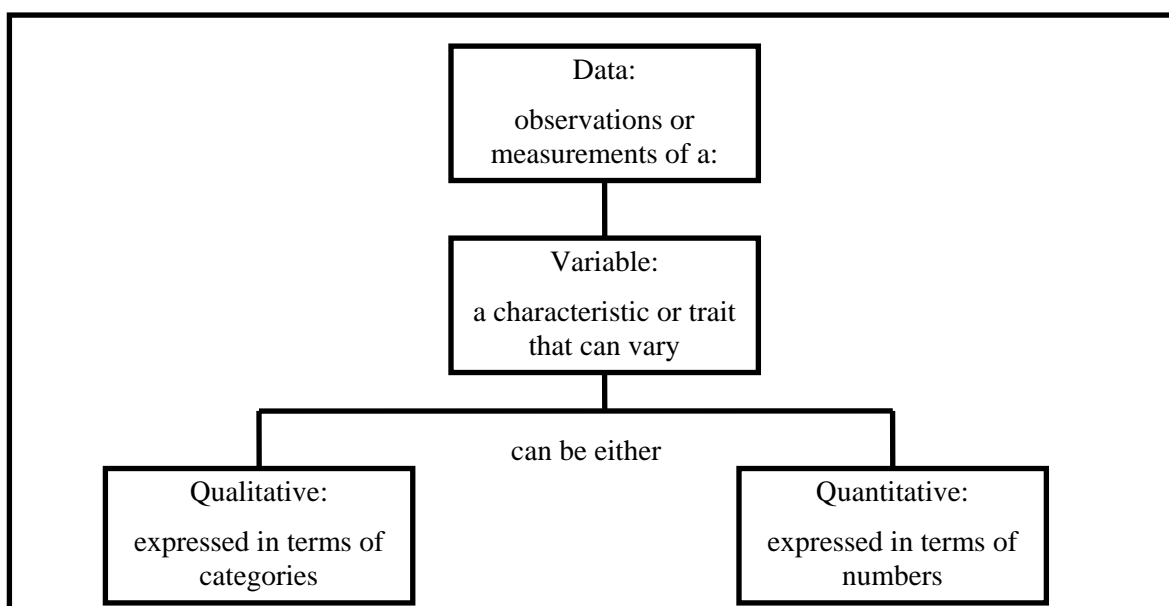 Data:
observations or
measurements of a:
Variable:
a characteristic or trait
that can vary
can be either
Qualitative:
expressed in terms of
categories
Quantitative:
expressed in terms of
numbers